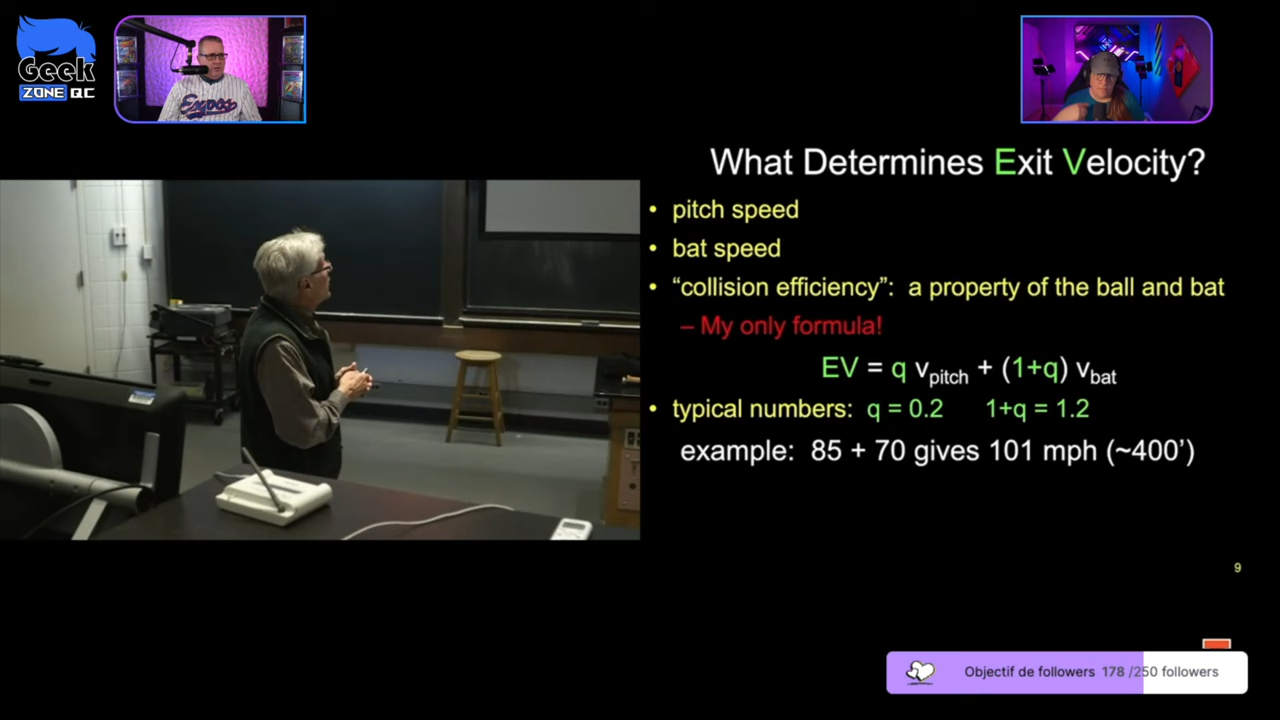 Geek
ZONE QC
Expos
What Determines Exit Velocity?
• pitch speed
• bat speed
• “collision efficiency”: a property of the ball and bat
– My only formula!
EV = q vpitch + (1+q) vbat
• typical numbers: q = 0.2 1+q = 1.2
example: 85 + 70 gives 101 mph (~400’)
9
Objectif de followers 178 /250 followers